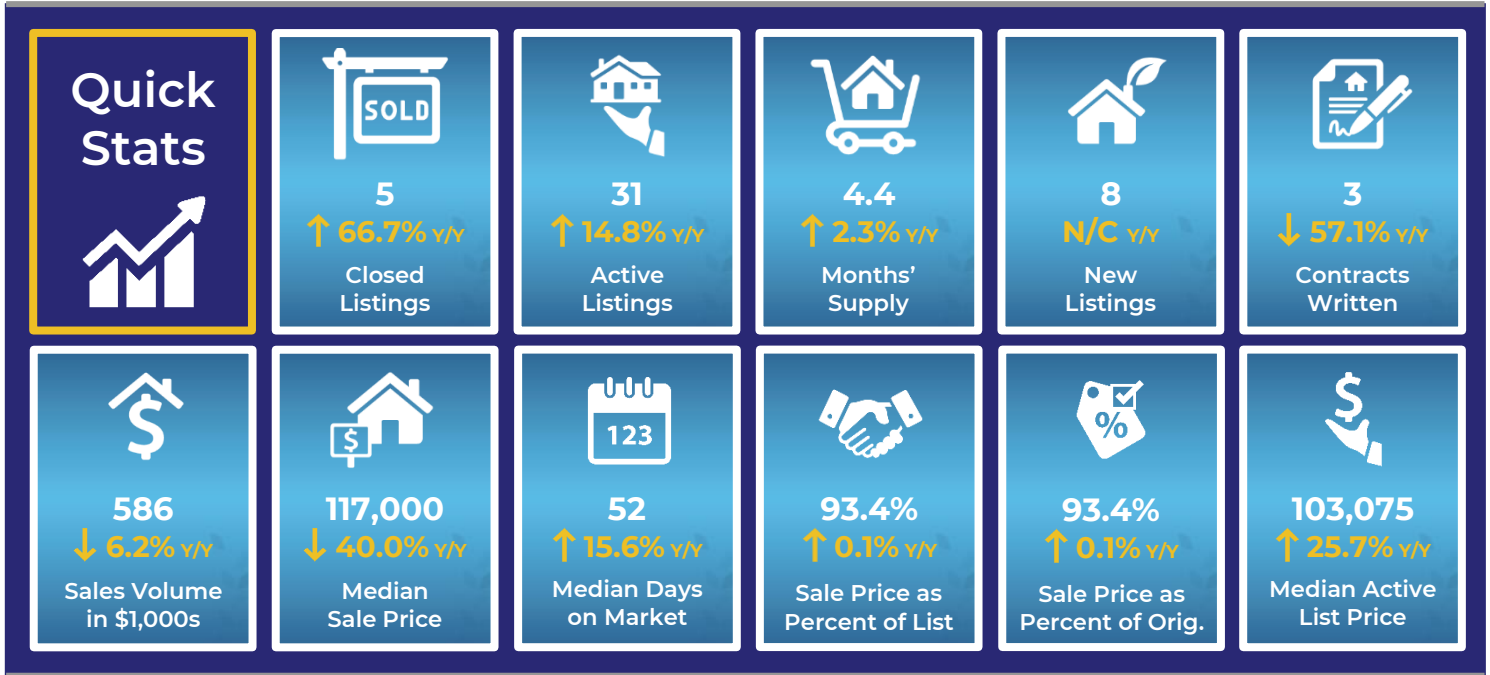 Quick
Stats
SOLD
5
↑ 66.7% Y/Y
Closed
Listings
31
↑ 14.8% Y/Y
Active
Listings
4.4
↑ 2.3% Y/Y
Months’
Supply
8
N/C Y/Y
New
Listings
3
↓ 57.1% Y/Y
Contracts
Written
$
586
↓ 6.2% Y/Y
Sales Volume
in $1,000s
$
117,000
↓ 40.0% Y/Y
Median
Sale Price
123
52
↑ 15.6% Y/Y
Median Days
on Market
93.4%
↑ 0.1% Y/Y
Sale Price as
Percent of List
%
93.4%
↑ 0.1% Y/Y
Sale Price as
Percent of Orig.
$
103,075
↑ 25.7% Y/Y
Median Active
List Price